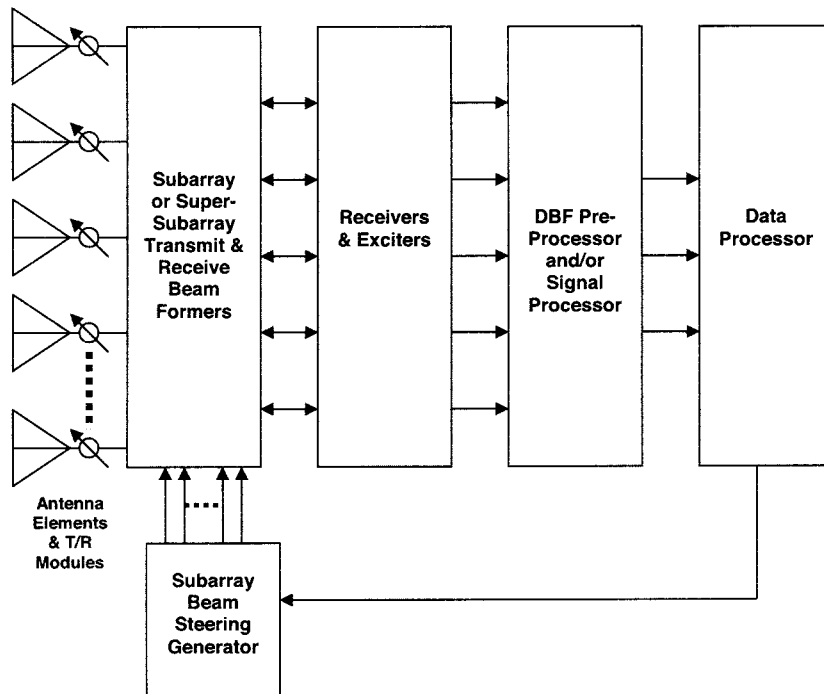 Subarray
or Super-
Subarray
Transmit &
Receive
Beam
Formers
Receivers
& Exciters
DBF Pre-
Processor
and/or
Signal
Processor
Data
Processor
Antenna
Elements
& T/R
Modules
Subarray
Beam
Steering
Generator